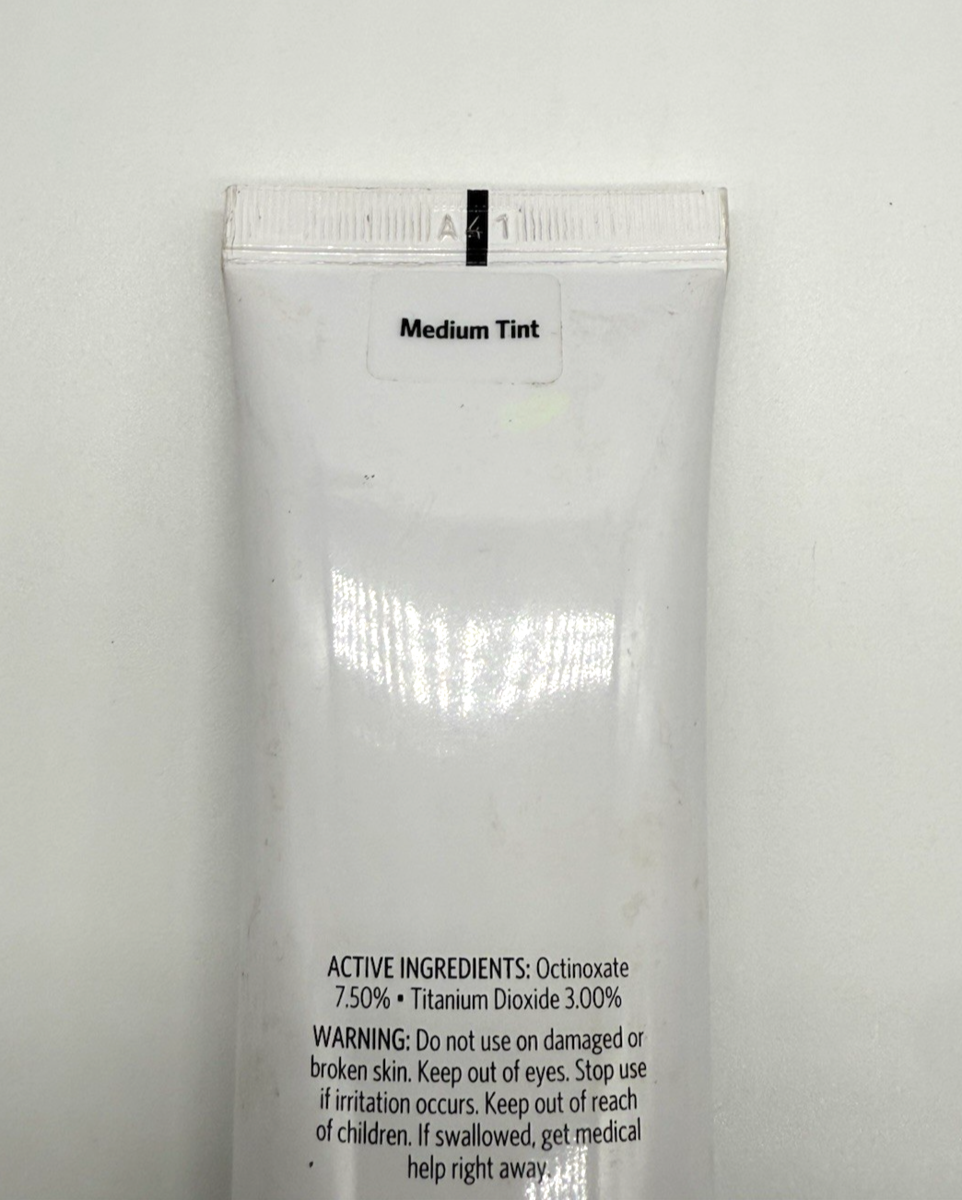 A41
Medium Tint
ACTIVE INGREDIENTS: Octinoxate
7.50% ▪ Titanium Dioxide 3.00%
WARNING: Do not use on damaged or
broken skin. Keep out of eyes. Stop use
if irritation occurs. Keep out of reach
of children. If swallowed, get medical
help right away.